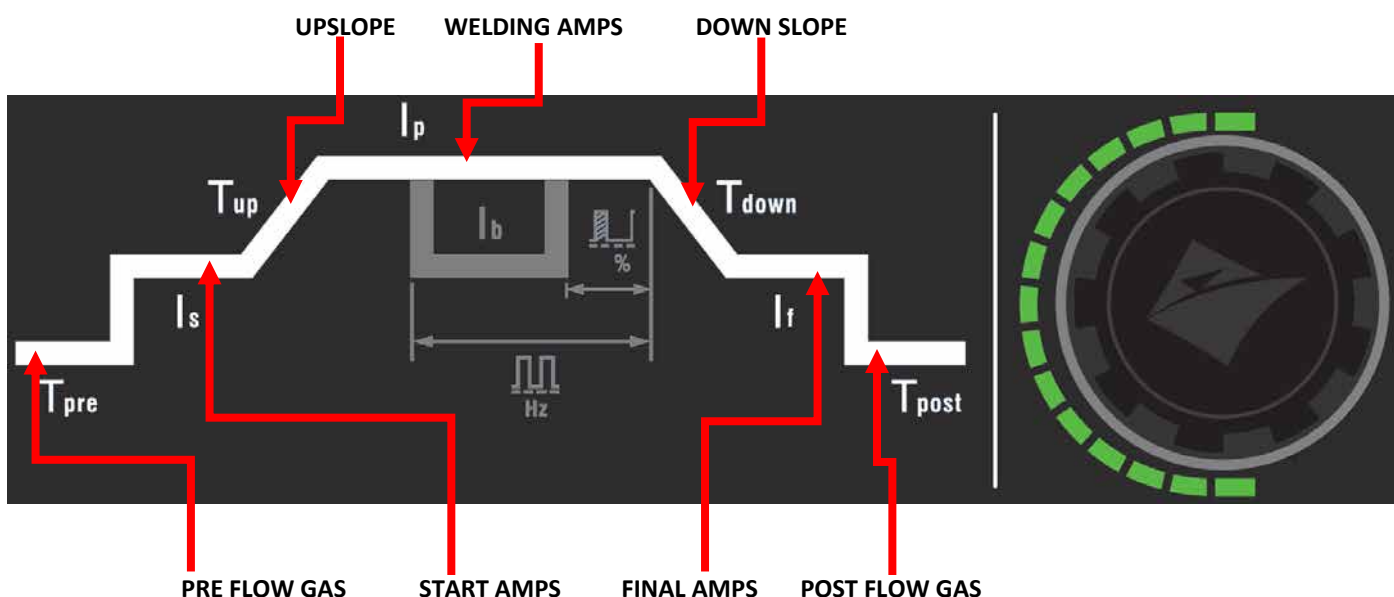 UPSLOPE WELDING AMPS DOWN SLOPE
Ip
Tup Tdown
Ib
%
Is If
Hz
Tpre Tpost
PRE FLOW GAS START AMPS FINAL AMPS POST FLOW GAS